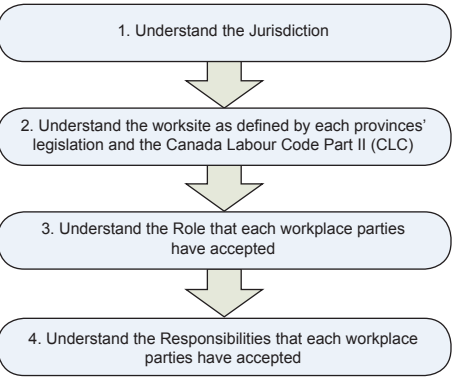 1. Understand the Jurisdiction
2. Understand the worksite as defined by each provinces'
legislation and the Canada Labour Code Part II (CLC)
3. Understand the Role that each workplace parties
have accepted
4. Understand the Responsibilities that each workplace
parties have accepted